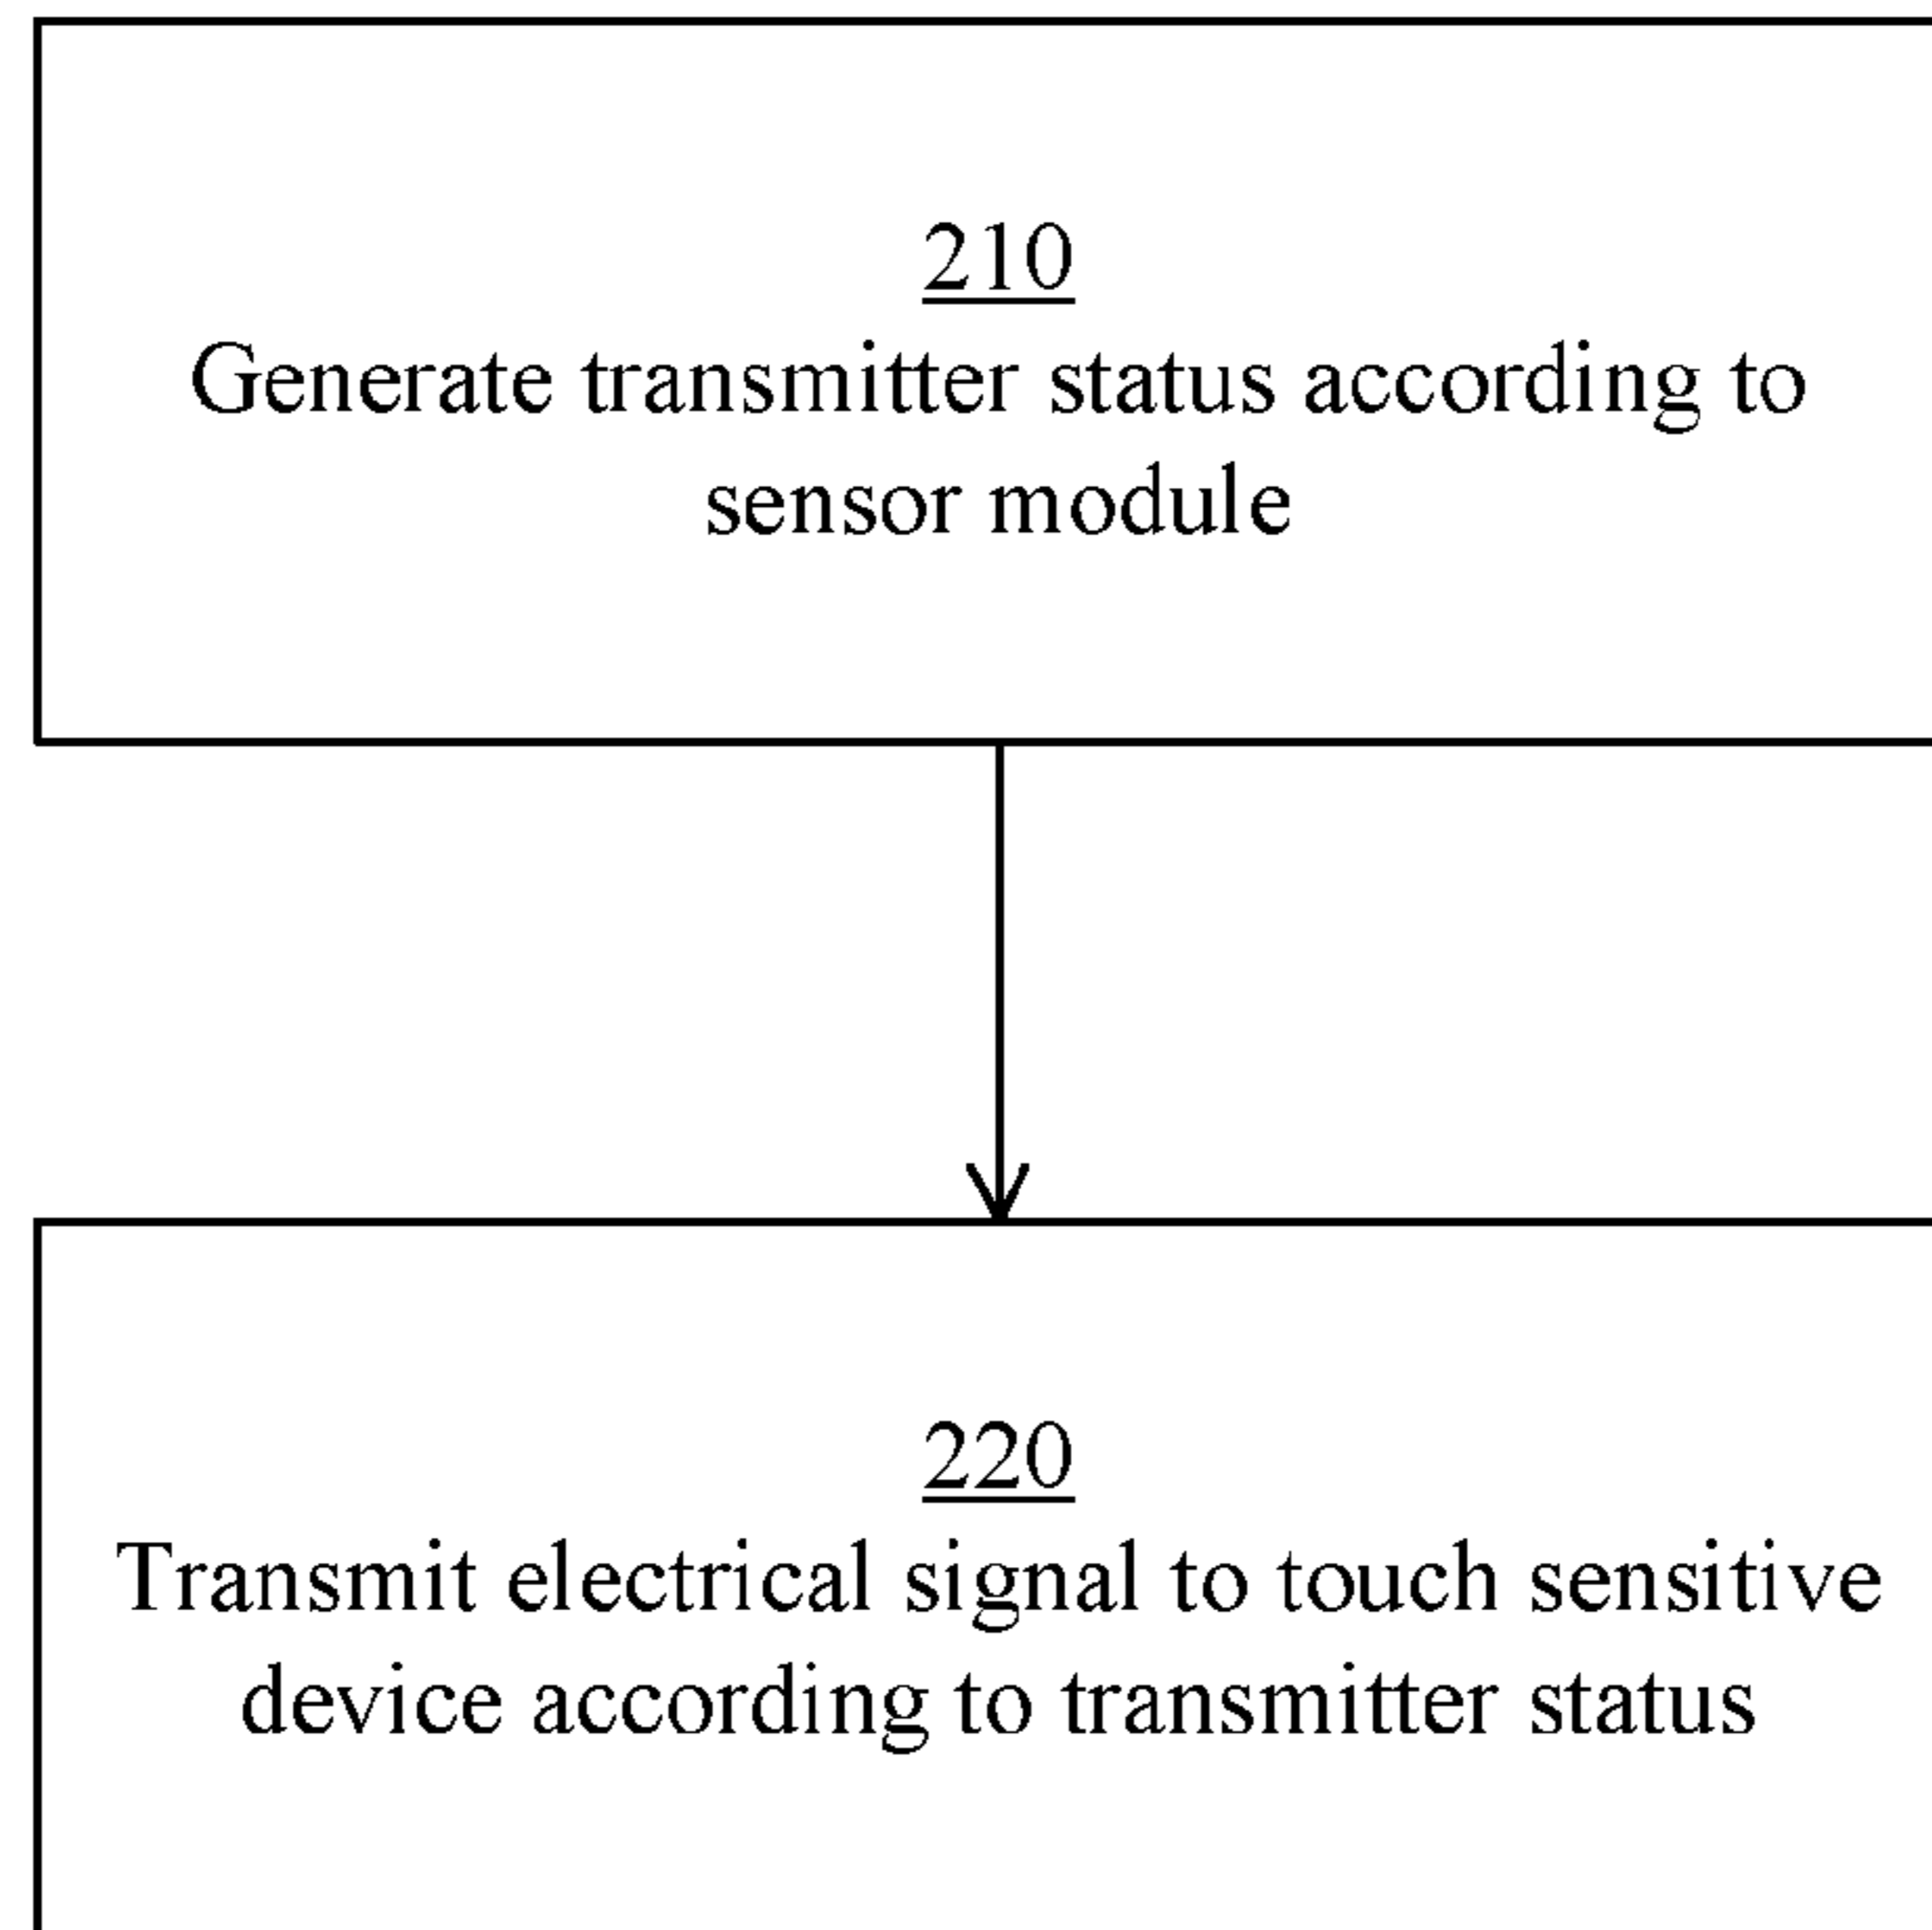 210
Generate transmitter status according to
sensor module
220
Transmit electrical signal to touch sensitive
device according to transmitter status